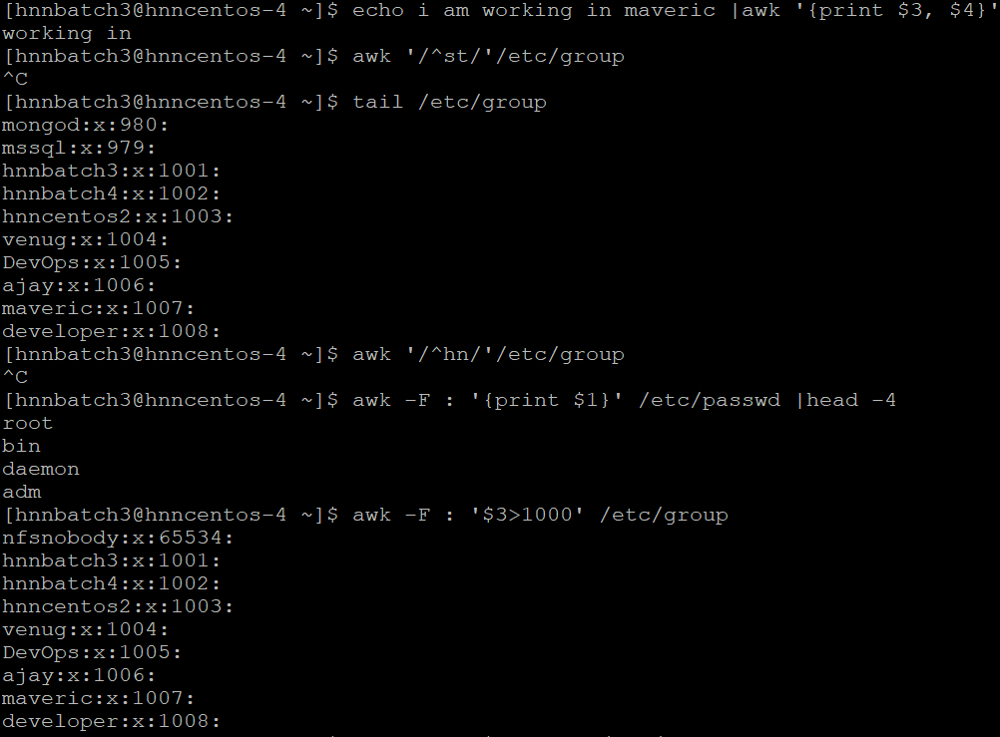 [hnnbatch3@hnncentos-4 ~]$ echo i am working in maveric |awk '{print $3, $4}'
working in
[hnnbatch3@hnncentos-4 ~]$ awk '/^st/'/etc/group
^C
[hnnbatch3@hnncentos-4 ~]$ tail /etc/group
mongod:x:980:
mssql:x:979:
hnnbatch3:x:1001:
hnnbatch4:x:1002:
hnncentos2:x:1003:
venug:x:1004:
DevOps:x:1005:
ajay:x:1006:
maveric:x:1007:
developer:x:1008:
[hnnbatch3@hnncentos-4 ~]$ awk '/^hn/'/etc/group
^C
[hnnbatch3@hnncentos-4 ~]$ awk -F : '{print $1}' /etc/passwd |head -4
root
bin
daemon
adm
[hnnbatch3@hnncentos-4 ~]$ awk -F : '$3>1000' /etc/group
nfsnobody:x:65534:
hnnbatch3:x:1001:
hnnbatch4:x:1002:
hnncentos2:x:1003:
venug:x:1004:
DevOps:x:1005:
ajay:x:1006:
maveric:x:1007:
developer:x:1008: